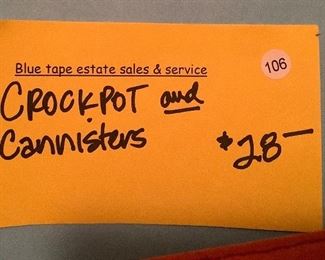 Blue tape estate sales & service
106
CROCKPOT and
Cannisters
$28—